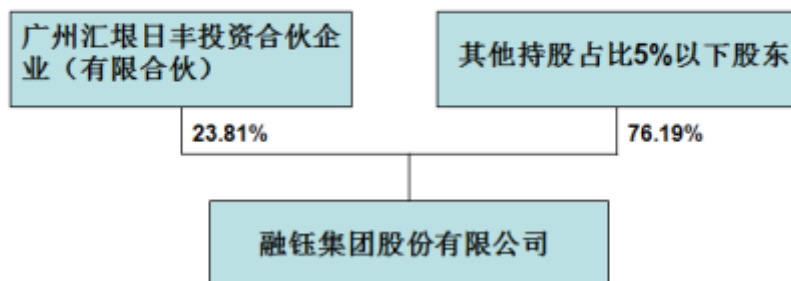 广州汇垠日丰投资合伙企
业（有限合伙）
其他持股占比5%以下股东
23.81%
76.19%
融钰集团股份有限公司